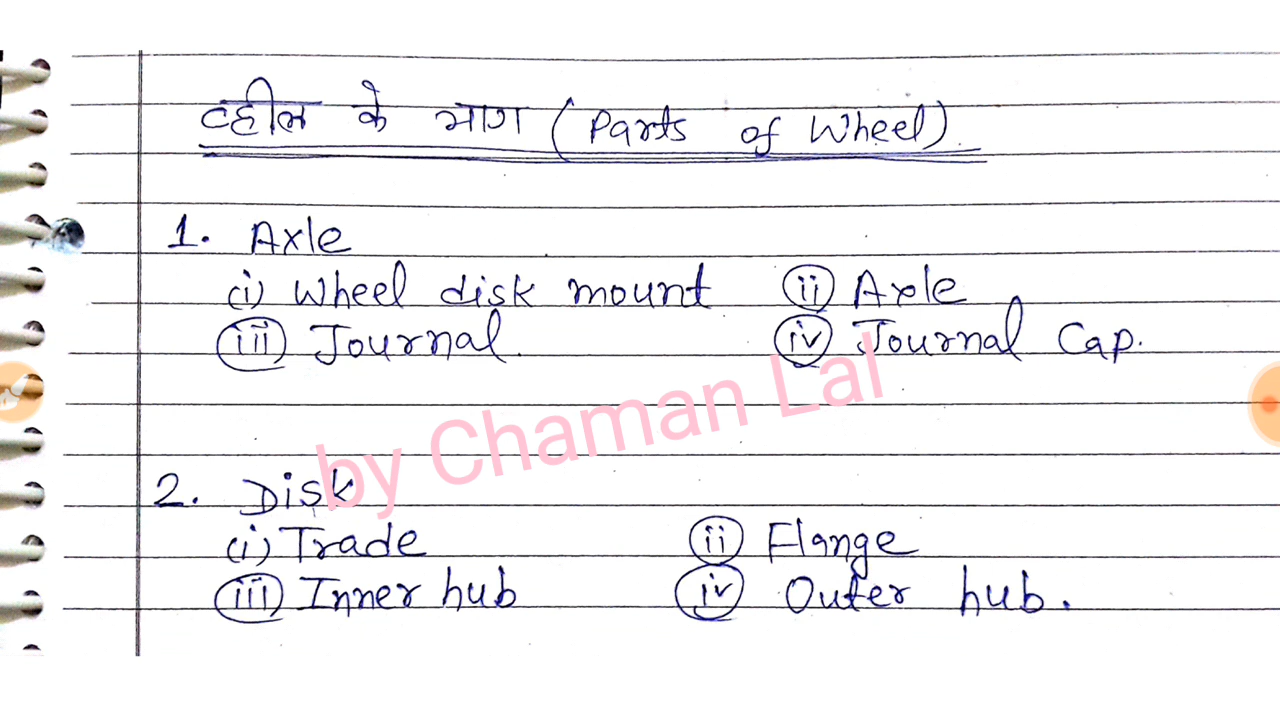 व्हील के भाग (Parts of Wheel).
1. Axle
(i) Wheel disk mount (ii) Axle
(iii) Journal. (iv) Journal Cap.
by Chaman Lal
2. Disk
(i) Trade (ii) Flange
(iii) Inner hub (iv) Outer hub.